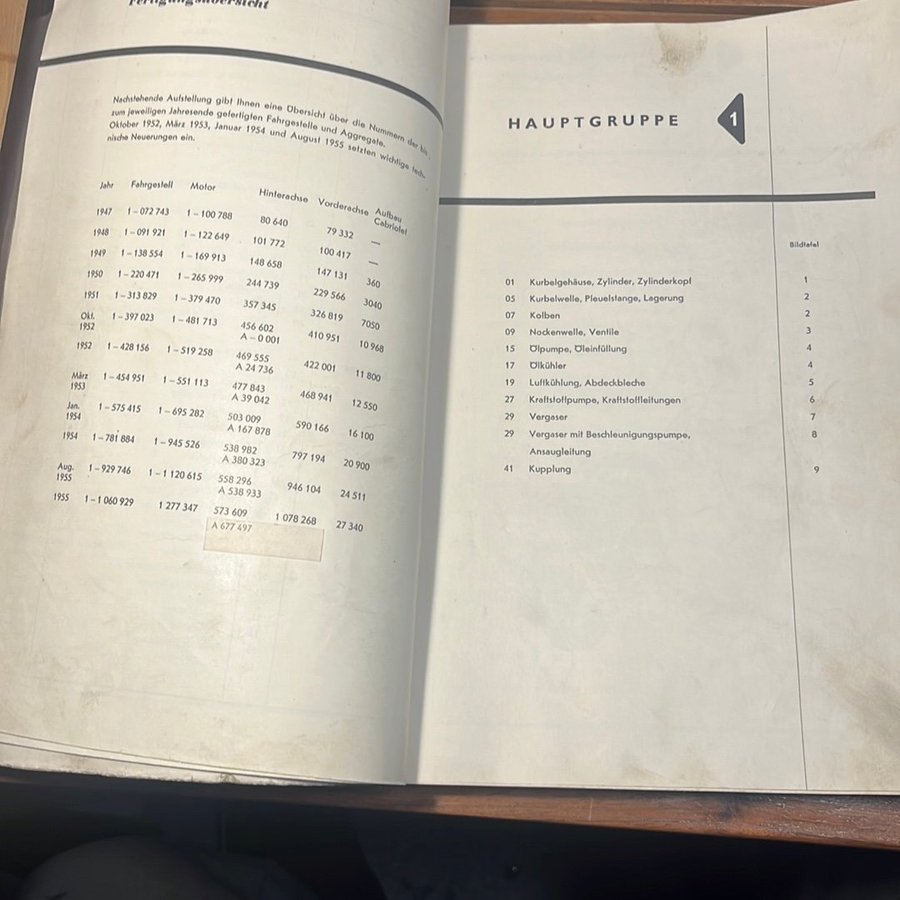 Fertigungsübersicht
Nachstehende Aufstellung gibt Ihnen eine Übersicht über die Nummern der bis
zum jeweiligen Jahresende gefertigten Fahrgestelle und Aggregate.
Oktober 1952, März 1953, Januar 1954 und August 1955 setzten wichtige tech-
nische Neuerungen ein.
Jahr Fahrgestell Motor Hinterachse Vorderachse Aufbau
Cabriolet
1947 1–072 743 1–100 788 80 640 79 332 —
1948 1–091 921 1–122 649 101 772 100 417 —
1949 1–138 554 1–169 913 148 658 147 131 360
1950 1–220 471 1–265 999 244 739 229 566 3040
1951 1–313 829 1–379 470 357 345 326 819 7050
Okt. 1–397 023 1–481 713 456 602 410 951 10 968
1952 A–0 001
1952 1–428 156 1–519 258 469 555 422 001 11 800
A 24 736
März 1–454 951 1–551 113 477 843 468 941 12 550
1953 A 39 042
Jan. 1–575 415 1–695 282 503 009 590 166 16 100
1954 A 167 878
1954 1–781 884 1–945 526 538 982 797 194 20 900
A 380 323
Aug. 1–929 746 1–1 120 615 558 296 946 104 24 511
1955 A 538 933
1955 1–1 060 929 1 277 347 573 609 1 078 268 27 340
A 677 497
HAUPTGRUPPE 1
Bildtafel
01 Kurbelgehäuse, Zylinder, Zylinderkopf 1
05 Kurbelwelle, Pleuelstange, Lagerung 2
07 Kolben 2
09 Nockenwelle, Ventile 3
15 Ölpumpe, Öleinfüllung 4
17 Ölkühler 4
19 Luftkühlung, Abdeckbleche 5
27 Kraftstoffpumpe, Kraftstoffleitungen 6
29 Vergaser 7
29 Vergaser mit Beschleunigungspumpe, 8
Ansaugleitung
41 Kupplung 9